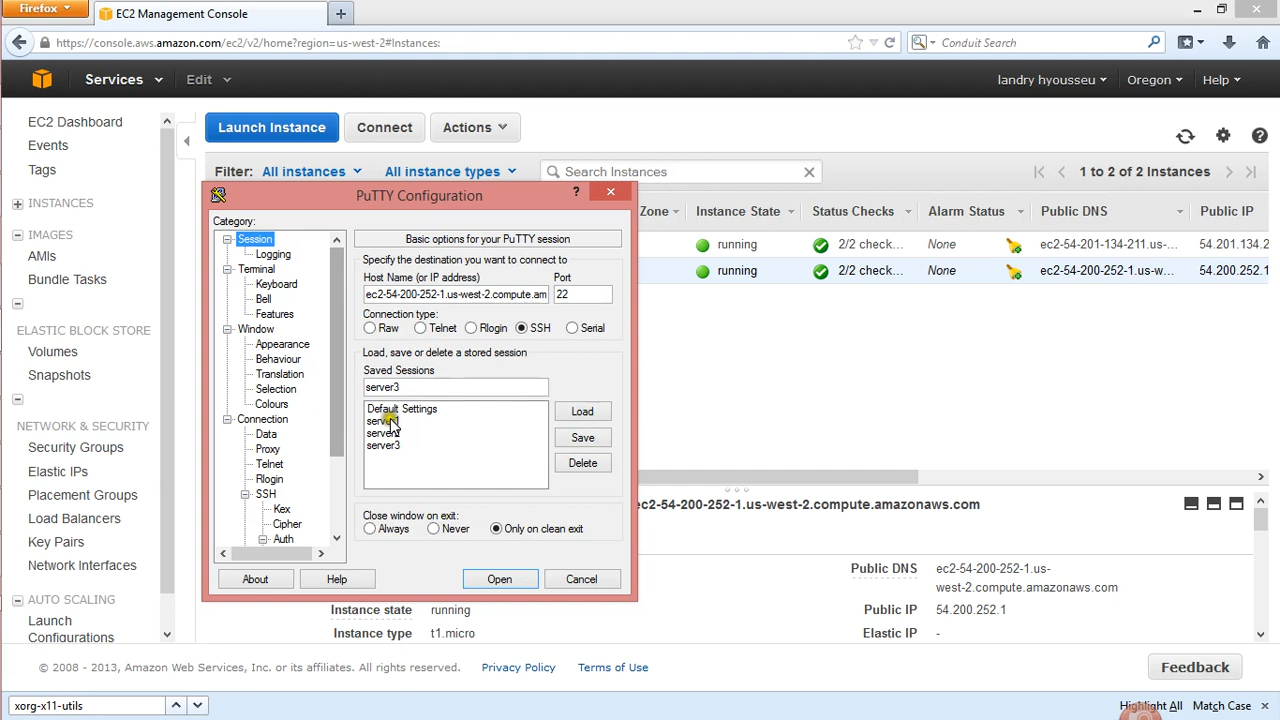 Firefox
EC2 Management Console
https://console.aws.amazon.com/ec2/v2/home?region=us-west-2#Instances:
Conduit Search
Services
Edit
landry hyousseu
Oregon
Help
EC2 Dashboard
Events
Tags
INSTANCES
IMAGES
AMIs
Bundle Tasks
ELASTIC BLOCK STORE
Volumes
Snapshots
NETWORK & SECURITY
Security Groups
Elastic IPs
Placement Groups
Load Balancers
Key Pairs
Network Interfaces
AUTO SCALING
Launch
Configurations
Launch Instance
Connect
Actions
Filter: All instances All instance types Search Instances
1 to 2 of 2 Instances
Zone Instance State Status Checks Alarm Status Public DNS Public IP
running 2/2 check... None ec2-54-201-134-211.us-... 54.201.134.2
running 2/2 check... None ec2-54-200-252-1.us-w... 54.200.252.1
PuTTY Configuration
?
Category:
Session
Logging
Terminal
Keyboard
Bell
Features
Window
Appearance
Behaviour
Translation
Selection
Colours
Connection
Data
Proxy
Telnet
Rlogin
SSH
Kex
Cipher
Auth
Basic options for your PuTTY session
Specify the destination you want to connect to
Host Name (or IP address) Port
ec2-54-200-252-1.us-west-2.compute.am 22
Connection type:
Raw Telnet Rlogin SSH Serial
Load, save or delete a stored session
Saved Sessions
server3
Default Settings
server3
Load
Save
Delete
Close window on exit:
Always Never Only on clean exit
About Help Open Cancel
ec2-54-200-252-1.us-west-2.compute.amazonaws.com
Public DNS ec2-54-200-252-1.us-
west-2.compute.amazonaws.com
Instance state running Public IP 54.200.252.1
Instance type t1.micro Elastic IP -
© 2008 - 2013, Amazon Web Services, Inc. or its affiliates. All rights reserved. Privacy Policy Terms of Use Feedback
xorg-x11-utils
Highlight All Match Case